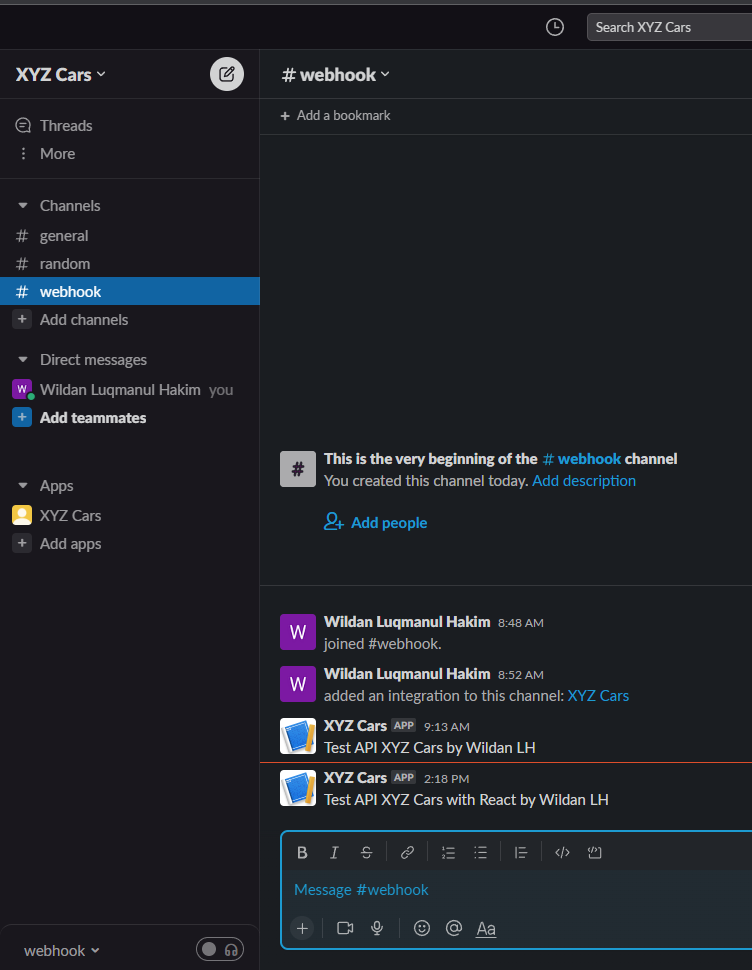 Search XYZ Cars
XYZ Cars
# webhook
+ Add a bookmark
Threads
More
Channels
# general
# random
# webhook
+ Add channels
Direct messages
W Wildan Luqmanul Hakim you
+ Add teammates
Apps
XYZ Cars
+ Add apps
webhook
# This is the very beginning of the # webhook channel
You created this channel today. Add description
Add people
W Wildan Luqmanul Hakim 8:48 AM
joined #webhook.
W Wildan Luqmanul Hakim 8:52 AM
added an integration to this channel: XYZ Cars
XYZ Cars APP 9:13 AM
Test API XYZ Cars by Wildan LH
XYZ Cars APP 2:18 PM
Test API XYZ Cars with React by Wildan LH
B I S
Message #webhook
+ @ Aa